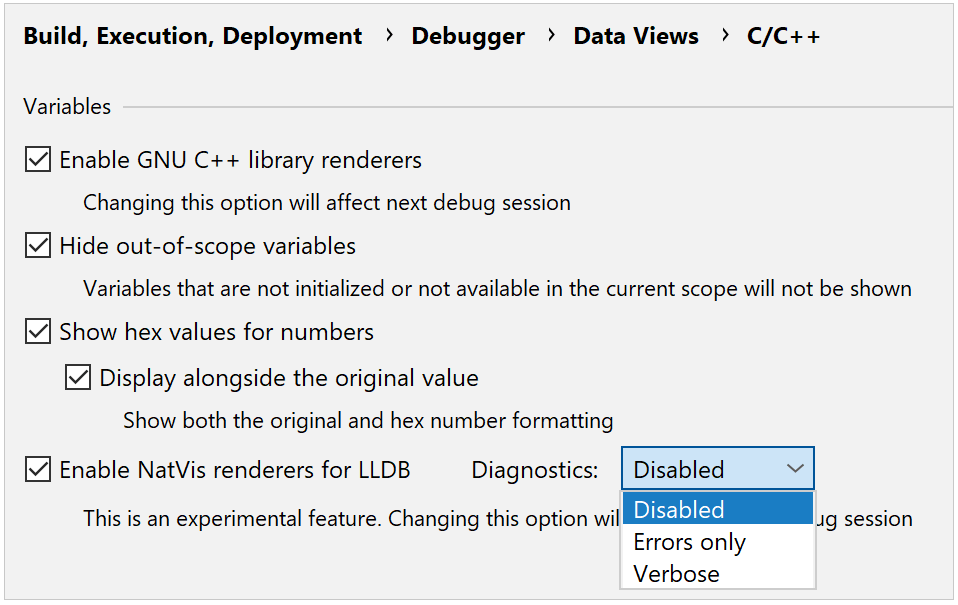 Build, Execution, Deployment › Debugger › Data Views › C/C++
Variables
Enable GNU C++ library renderers
Changing this option will affect next debug session
Hide out-of-scope variables
Variables that are not initialized or not available in the current scope will not be shown
Show hex values for numbers
Display alongside the original value
Show both the original and hex number formatting
Enable NatVis renderers for LLDB Diagnostics: Disabled
This is an experimental feature. Changing this option session
Disabled
Errors only
Verbose